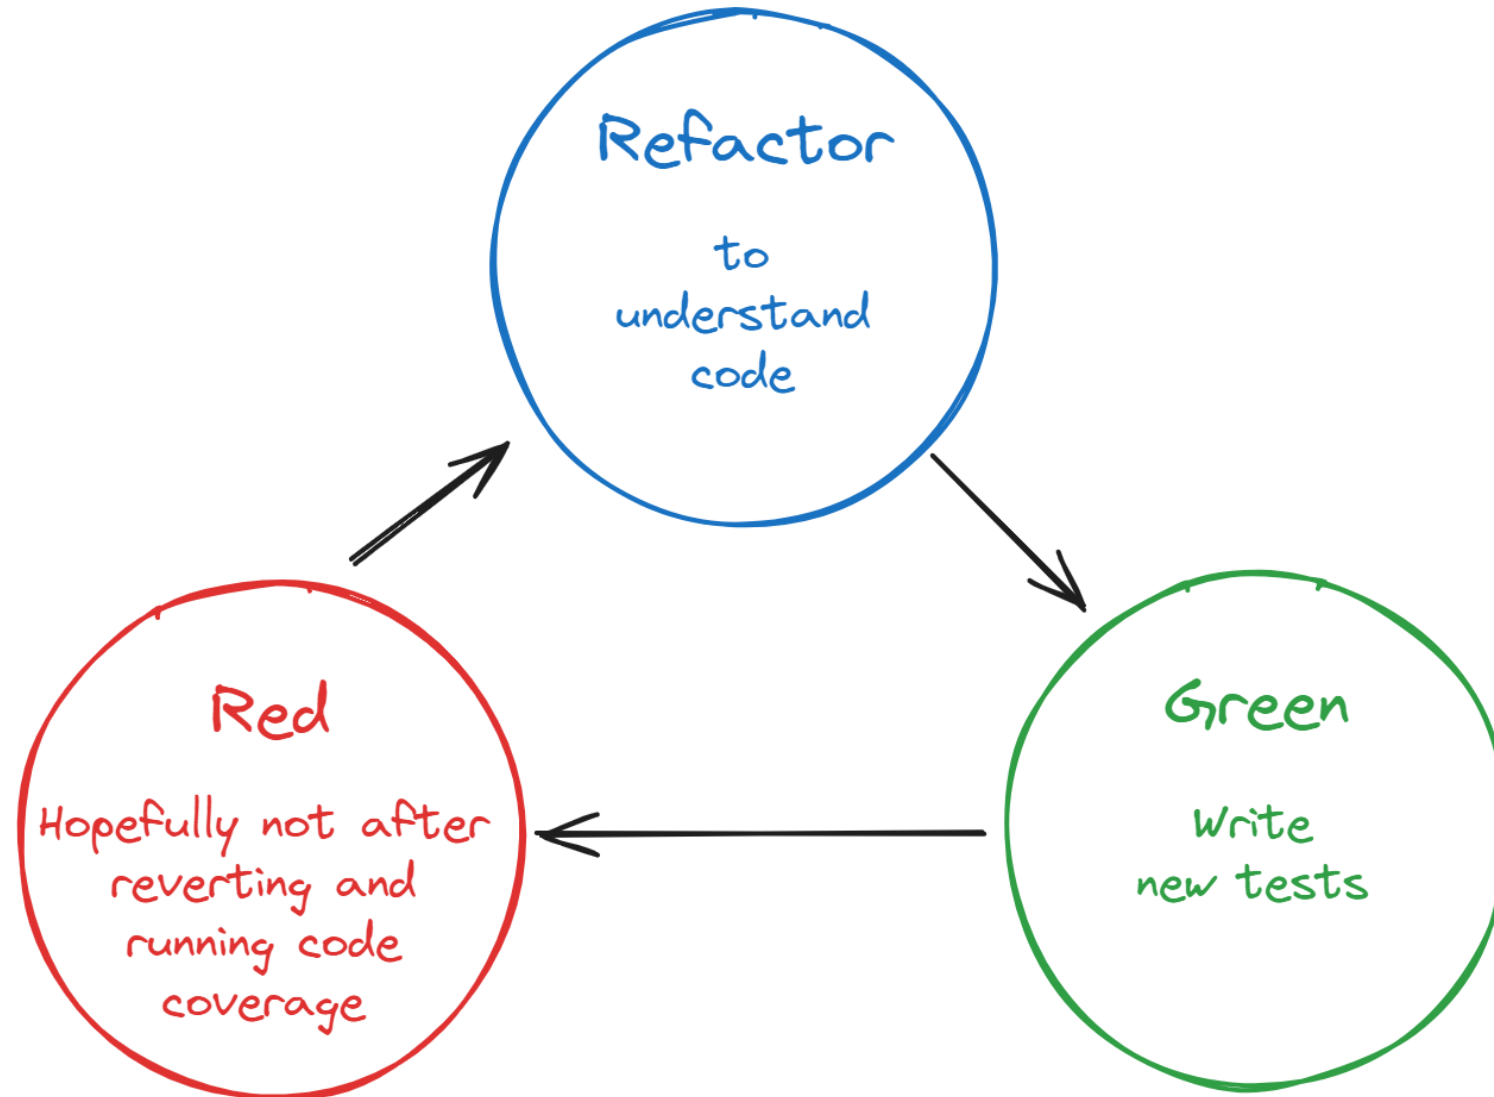 Refactor
to
understand
code
Red
Hopefully not after
reverting and
running code
coverage
Green
Write
new tests